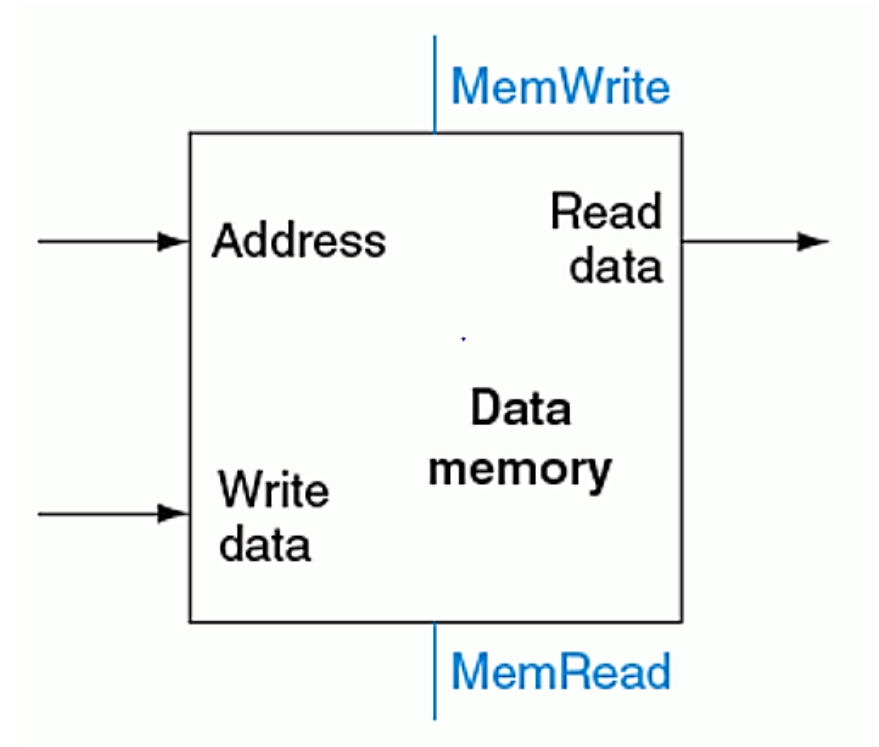 MemWrite
Address
Read
data
Data
memory
Write
data
MemRead